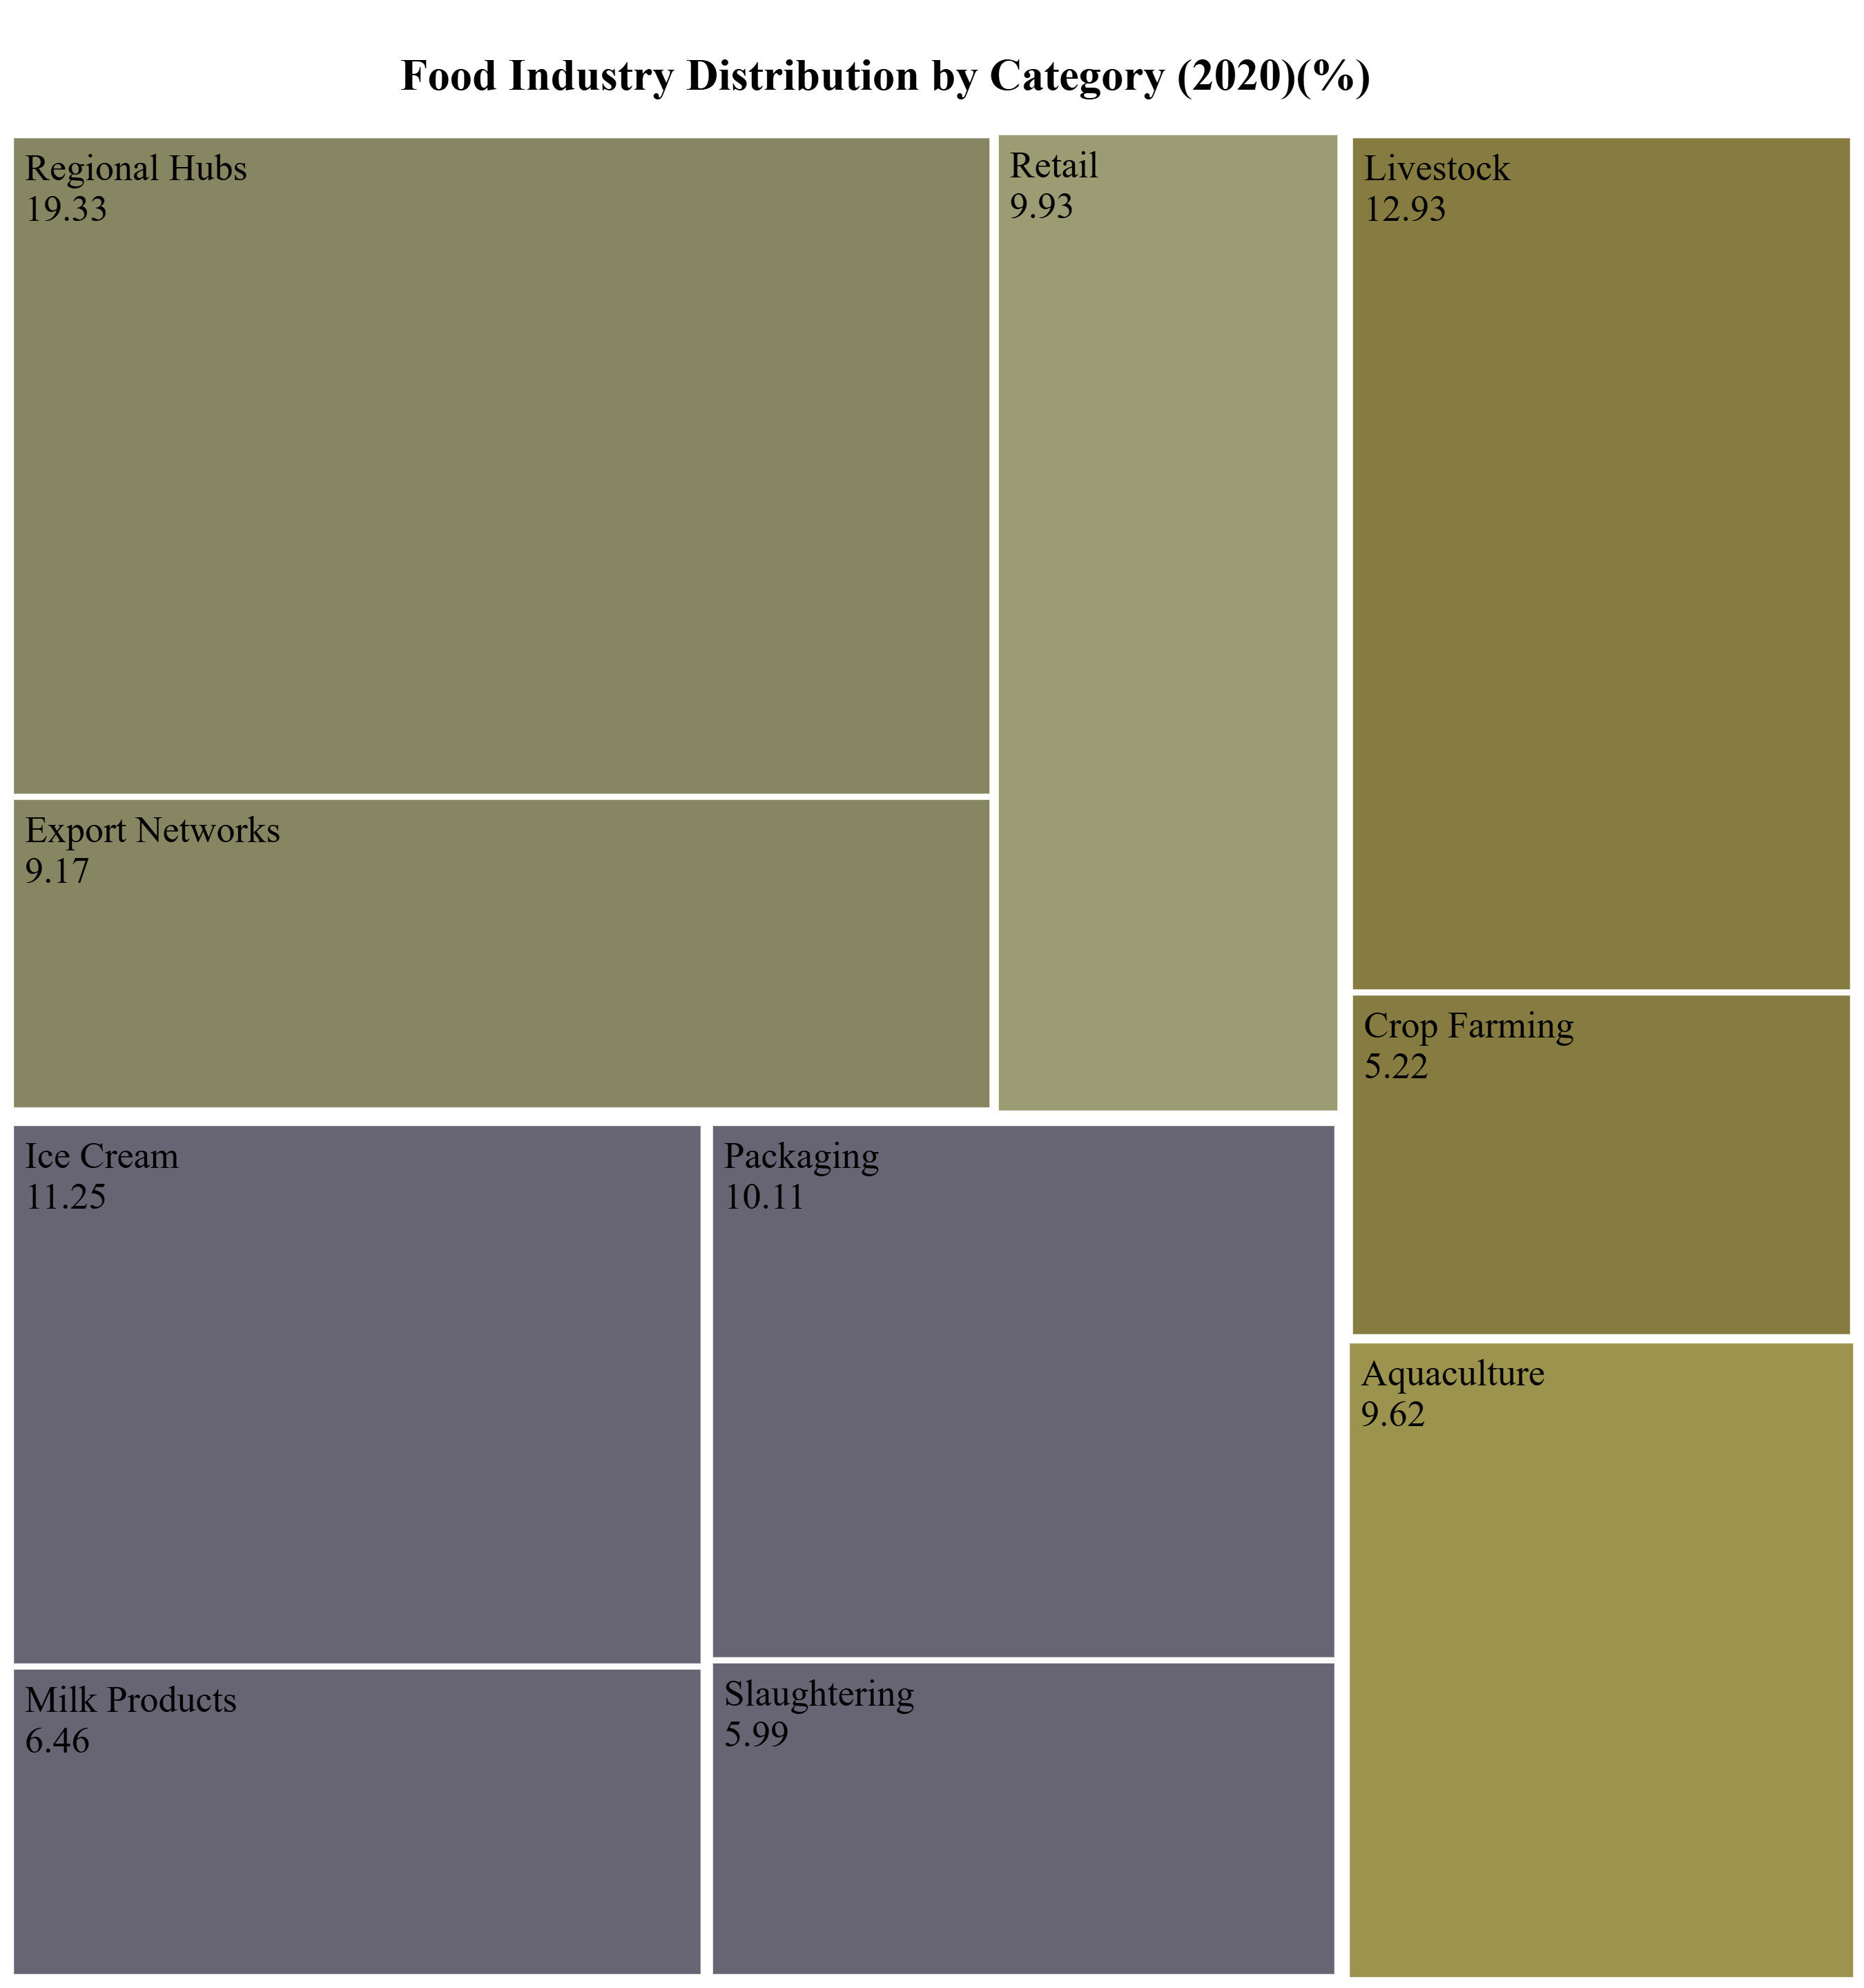 Food Industry Distribution by Category (2020)(%)
Regional Hubs
19.33
Retail
9.93
Livestock
12.93
Export Networks
9.17
Crop Farming
5.22
Ice Cream
11.25
Packaging
10.11
Aquaculture
9.62
Milk Products
6.46
Slaughtering
5.99